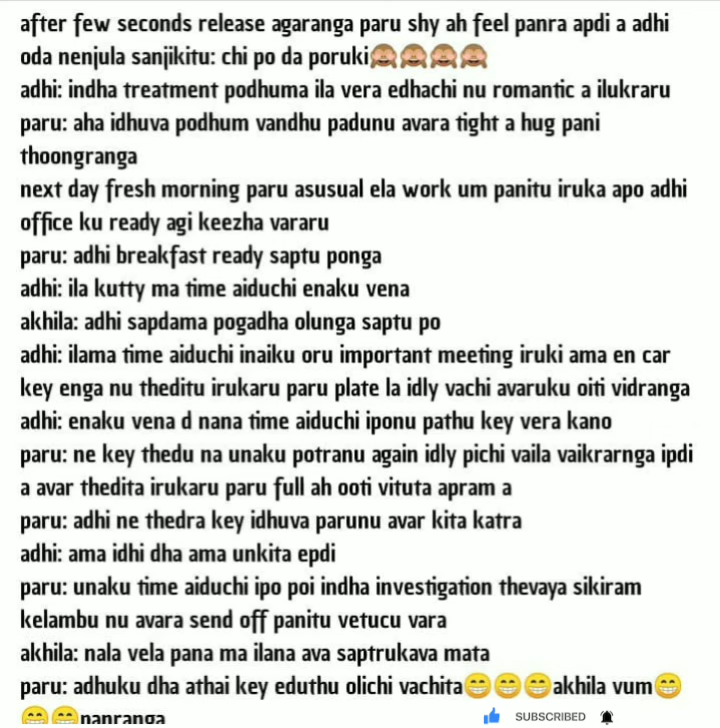 after few seconds release agaranga paru shy ah feel panra apdi a adhi
oda nenjula sanjikitu: chi po da poruki🙈🙈🙈🙈
adhi: indha treatment podhuma ila vera edhachi nu romantic a ilukraru
paru: aha idhuva podhum vandhu padunu avara tight a hug pani
thoongranga
next day fresh morning paru asusual ela work um panitu iruka apo adhi
office ku ready agi keezha vararu
paru: adhi breakfast ready saptu ponga
adhi: ila kutty ma time aiduchi enaku vena
akhila: adhi sapdama pogadha olunga saptu po
adhi: ilama time aiduchi inaiku oru important meeting iruki ama en car
key enga nu theditu irukaru paru plate la idly vachi avaruku oiti vidranga
adhi: enaku vena d nana time aiduchi iponu pathu key vera kano
paru: ne key thedu na unaku potranu again idly pichi vaila vaikrarnga ipdi
a avar thedita irukaru paru full ah ooti vituta apram a
paru: adhi ne thedra key idhuva parunu avar kita katra
adhi: ama idhi dha ama unkita epdi
paru: unaku time aiduchi ipo poi indha investigation thevaya sikiram
kelambu nu avara send off panitu vetucu vara
akhila: nala vela pana ma ilana ava saptrukava mata
paru: adhuku dha athai key eduthu olichi vachita😁😁😁akhila vum😁
😁😁nanranga
SUBSCRIBED